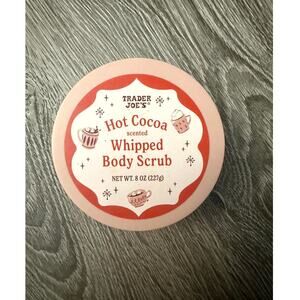 TRADER
JOE'S
Hot Cocoa
scented
Whipped
Body Scrub
NET WT. 8 OZ (227g)